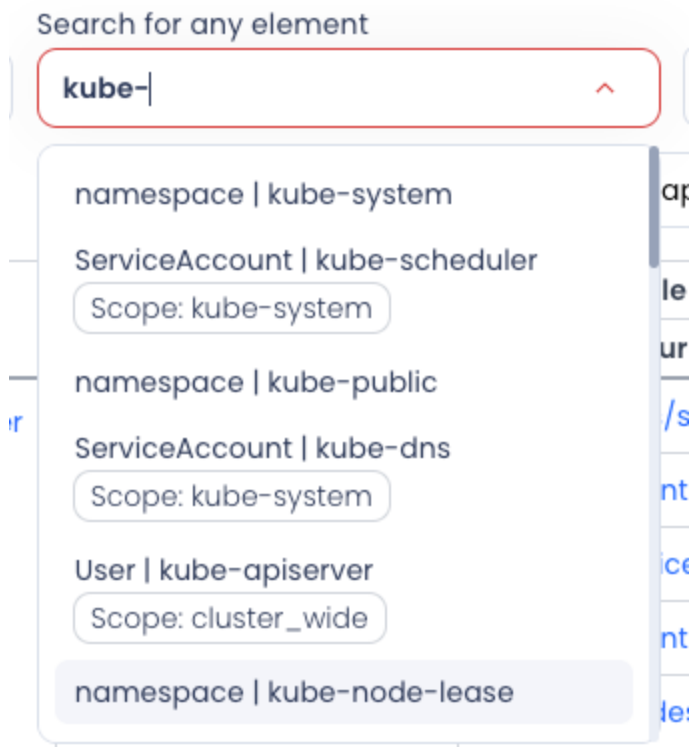 Search for any element
kube-
namespace | kube-system
ServiceAccount | kube-scheduler
Scope: kube-system
namespace | kube-public
ServiceAccount | kube-dns
Scope: kube-system
User | kube-apiserver
Scope: cluster_wide
namespace | kube-node-lease